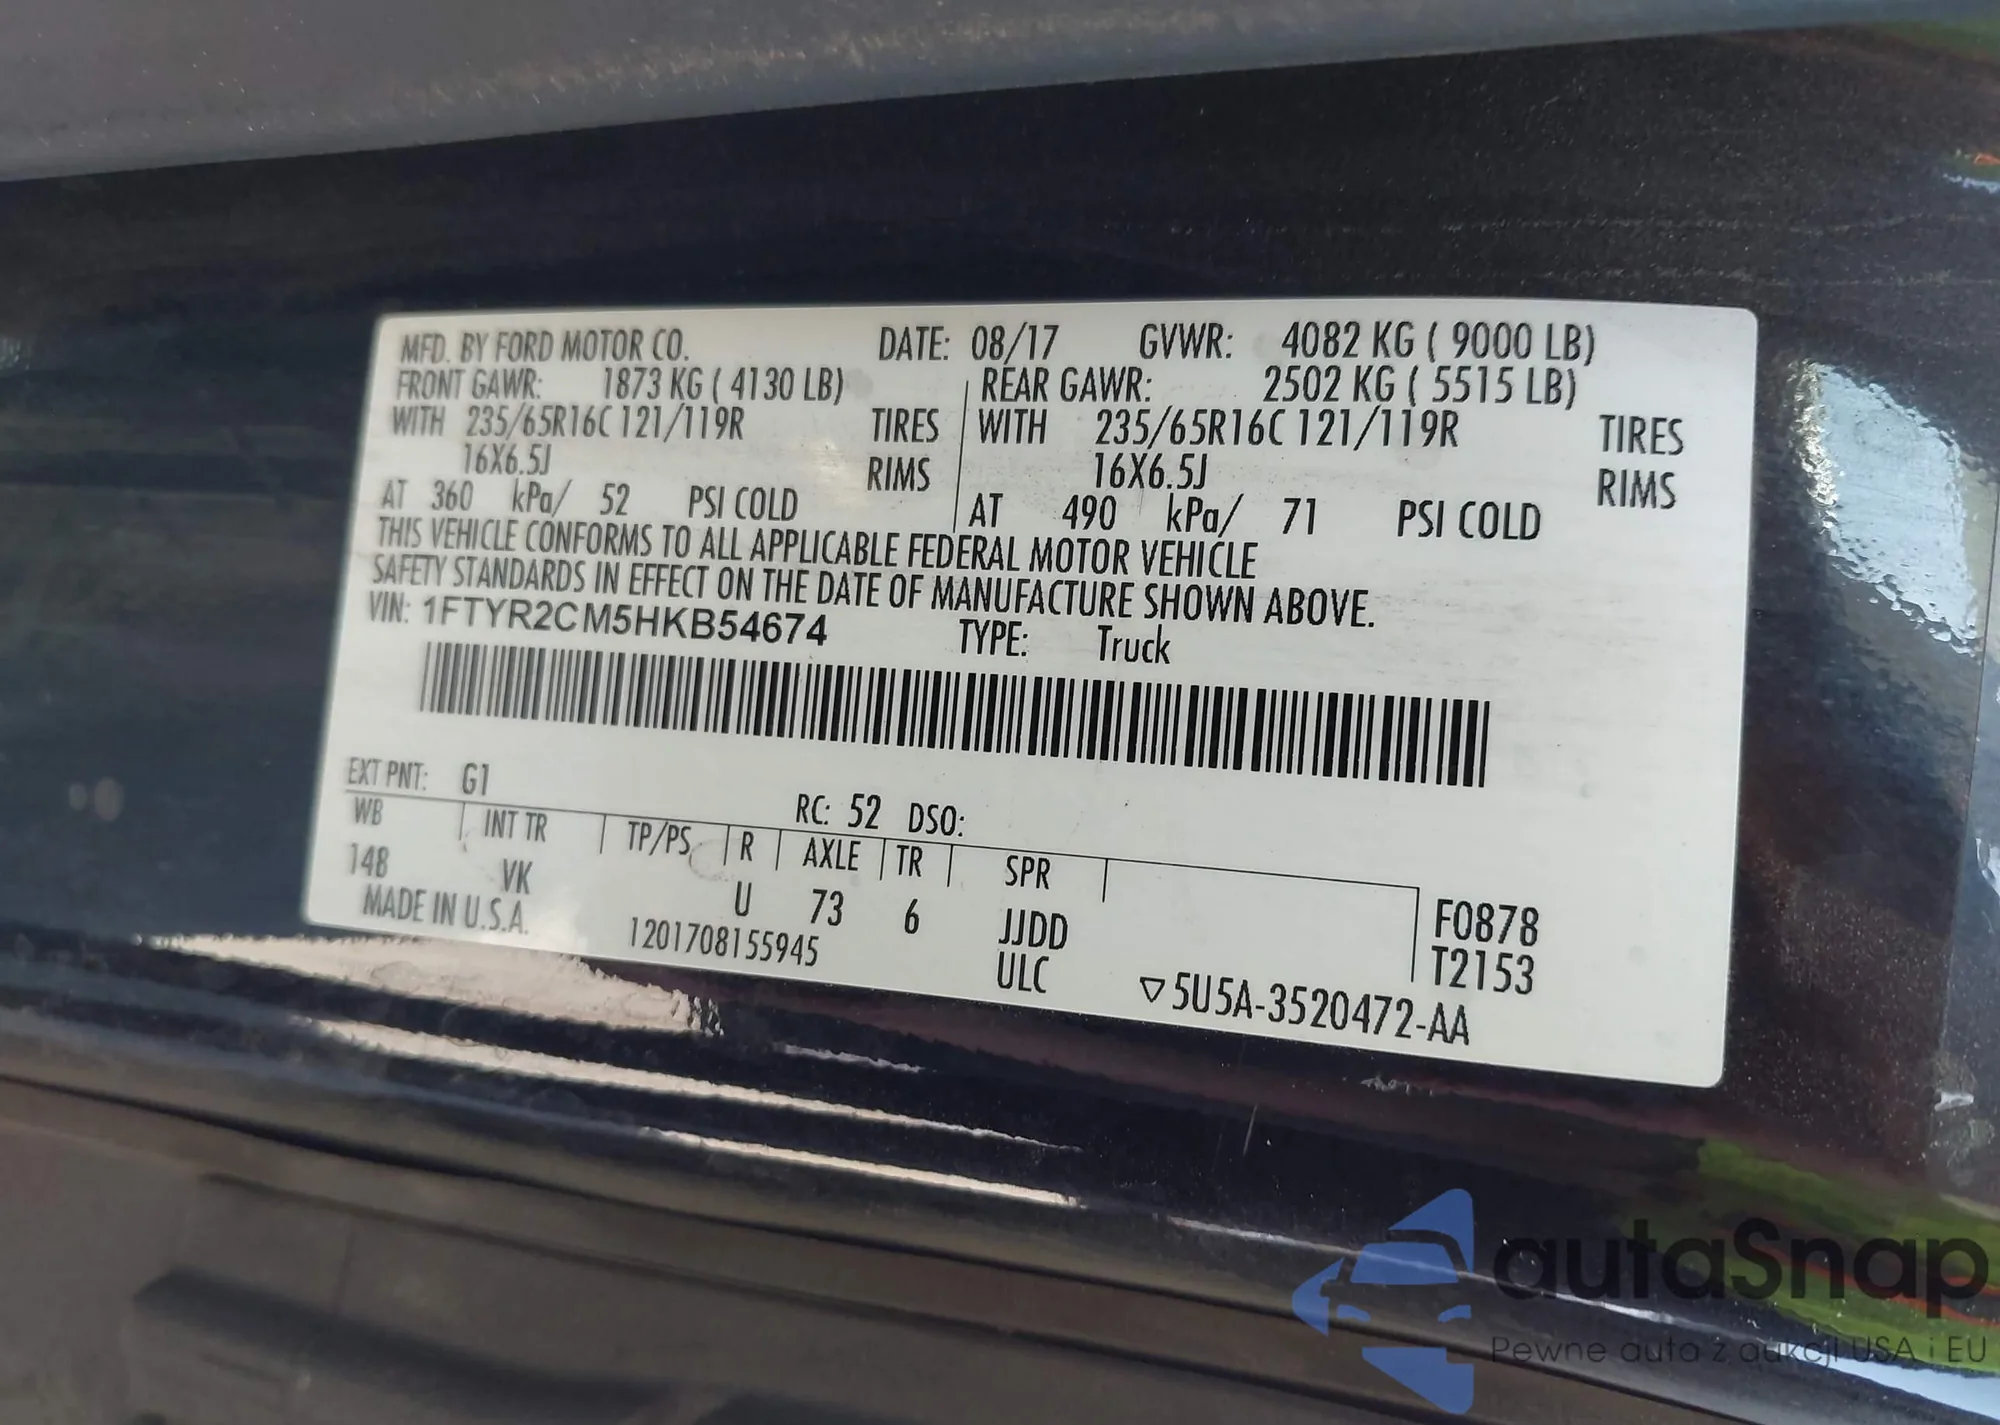 MFD. BY FORD MOTOR CO. DATE: 08/17 GVWR: 4082 KG ( 9000 LB)
FRONT GAWR: 1873 KG ( 4130 LB) REAR GAWR: 2502 KG ( 5515 LB)
WITH 235/65R16C 121/119R TIRES WITH 235/65R16C 121/119R TIRES
16X6.5J RIMS 16X6.5J RIMS
AT 360 kPa/ 52 PSI COLD AT 490 kPa/ 71 PSI COLD
THIS VEHICLE CONFORMS TO ALL APPLICABLE FEDERAL MOTOR VEHICLE
SAFETY STANDARDS IN EFFECT ON THE DATE OF MANUFACTURE SHOWN ABOVE.
VIN: 1FTYR2CM5HKB54674 TYPE: Truck
EXT PNT: G1 RC: 52 DSO:
WB INT TR TP/PS R AXLE TR SPR
148 VK U 73 6 JJDD F0878
MADE IN U.S.A. 1201708155945 ULC T2153
▽5U5A-3520472-AA
autaSnap
Pewne auta z aukcji USA i EU